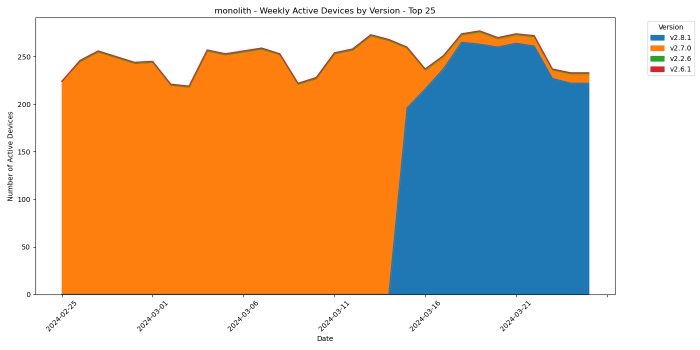 monolith - Weekly Active Devices by Version - Top 25
Version
v2.8.1
v2.7.0
v2.2.6
v2.6.1
Number of Active Devices
250
200
150
100
50
0
2024-02-25
2024-03-01
2024-03-06
2024-03-11
2024-03-16
2024-03-21
Date